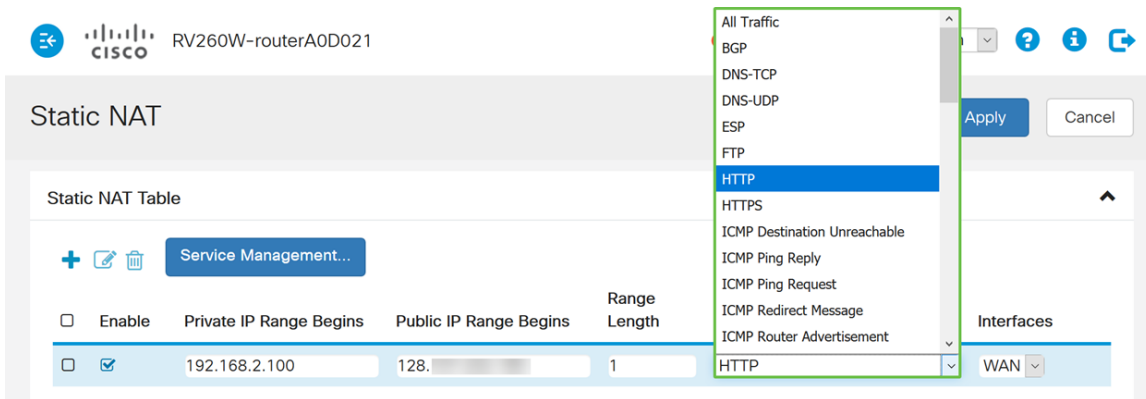 cisco
RV260W-routerA0D021
Static NAT
Apply
Cancel
Static NAT Table
Service Management...
Enable
Private IP Range Begins
Public IP Range Begins
Range
Length
Interfaces
192.168.2.100
128.
1
HTTP
WAN
All Traffic
BGP
DNS-TCP
DNS-UDP
ESP
FTP
HTTP
HTTPS
ICMP Destination Unreachable
ICMP Ping Reply
ICMP Ping Request
ICMP Redirect Message
ICMP Router Advertisement